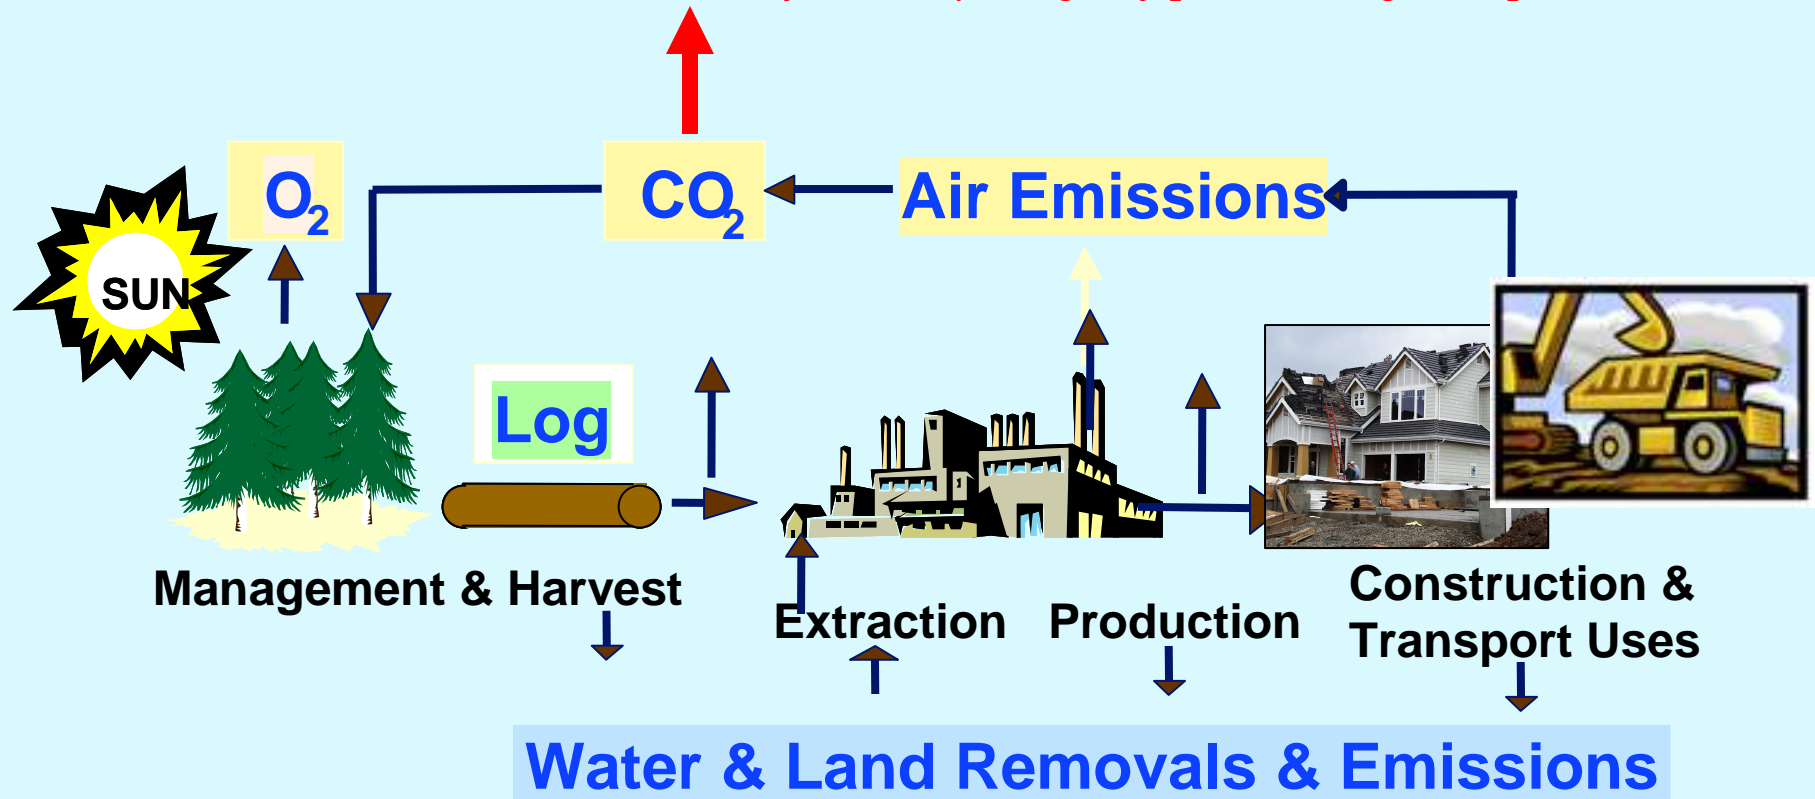 O2
CO2
Air Emissions
SUN
Log
Management & Harvest
Extraction
Production
Construction &
Transport Uses
Water & Land Removals & Emissions